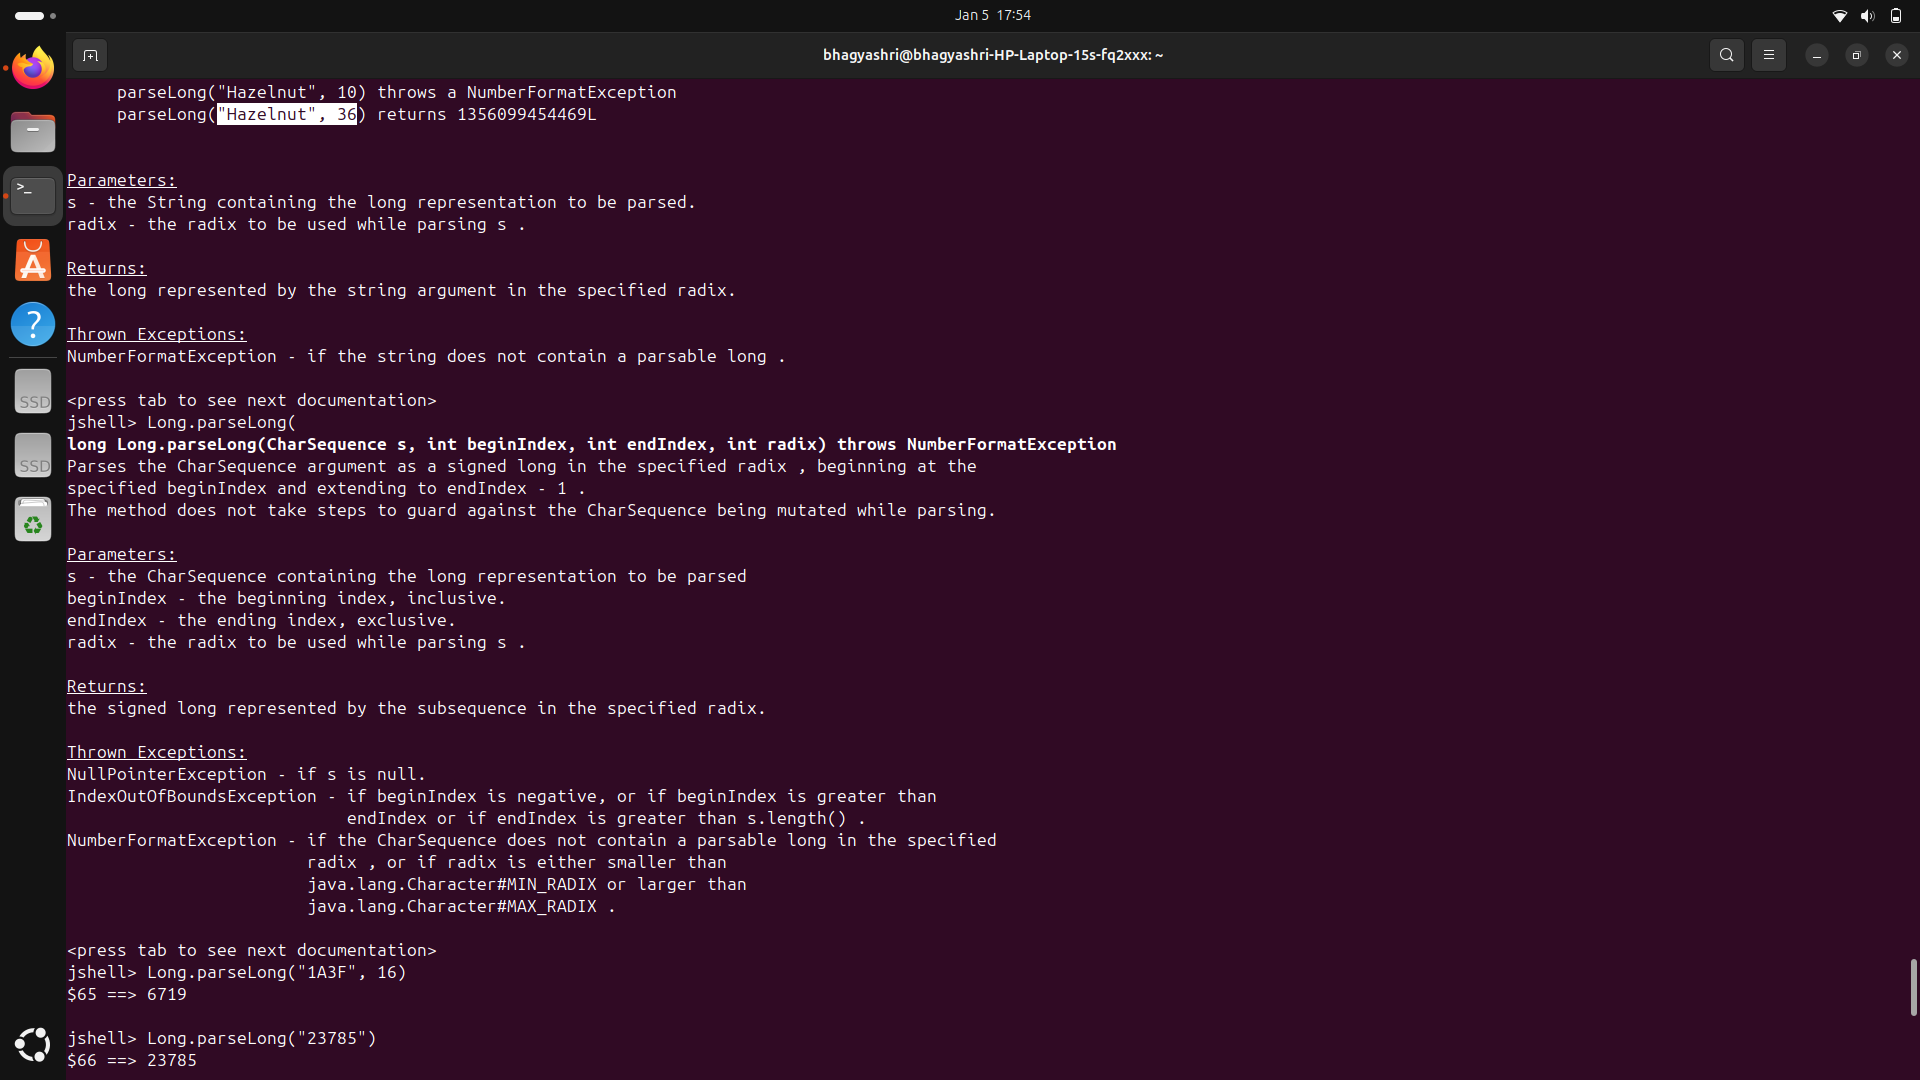 Jan 5 17:54
bhagyashri@bhagyashri-HP-Laptop-15s-fq2xxx: ~
parseLong("Hazelnut", 10) throws a NumberFormatException
parseLong("Hazelnut", 36) returns 1356099454469L
Parameters:
s - the String containing the long representation to be parsed.
radix - the radix to be used while parsing s .
Returns:
the long represented by the string argument in the specified radix.
Thrown Exceptions:
NumberFormatException - if the string does not contain a parsable long .
<press tab to see next documentation>
jshell> Long.parseLong(
long Long.parseLong(CharSequence s, int beginIndex, int endIndex, int radix) throws NumberFormatException
Parses the CharSequence argument as a signed long in the specified radix , beginning at the
specified beginIndex and extending to endIndex - 1 .
The method does not take steps to guard against the CharSequence being mutated while parsing.
Parameters:
s - the CharSequence containing the long representation to be parsed
beginIndex - the beginning index, inclusive.
endIndex - the ending index, exclusive.
radix - the radix to be used while parsing s .
Returns:
the signed long represented by the subsequence in the specified radix.
Thrown Exceptions:
NullPointerException - if s is null.
IndexOutOfBoundsException - if beginIndex is negative, or if beginIndex is greater than
endIndex or if endIndex is greater than s.length() .
NumberFormatException - if the CharSequence does not contain a parsable long in the specified
radix , or if radix is either smaller than
java.lang.Character#MIN_RADIX or larger than
java.lang.Character#MAX_RADIX .
<press tab to see next documentation>
jshell> Long.parseLong("1A3F", 16)
$65 ==> 6719
jshell> Long.parseLong("23785")
$66 ==> 23785
SSD
SSD